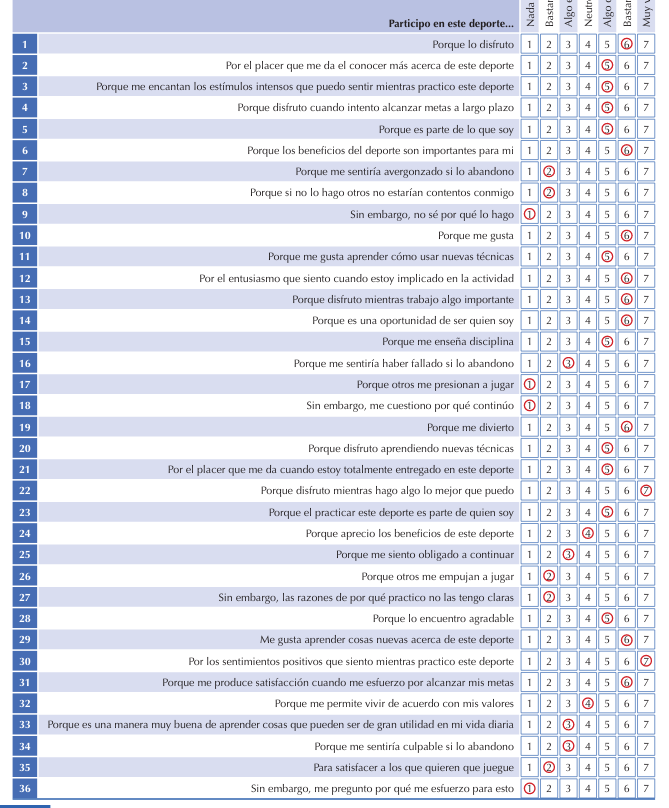 Participo en este deporte... Nada Algo Neutro Algo Muy
1 Porque lo disfruto 1 2 3 4 5 6 7
2 Por el placer que me da el conocer más acerca de este deporte 1 2 3 4 5 6 7
3 Porque me encantan los estímulos intensos que puedo sentir mientras practico este deporte 1 2 3 4 5 6 7
4 Porque disfruto cuando intento alcanzar metas a largo plazo 1 2 3 4 5 6 7
5 Porque es parte de lo que soy 1 2 3 4 5 6 7
6 Porque los beneficios del deporte son importantes para mi 1 2 3 4 5 6 7
7 Porque me sentiría avergonzado si lo abandono 1 2 3 4 5 6 7
8 Porque si no lo hago otros no estarían contentos conmigo 1 2 3 4 5 6 7
9 Sin embargo, no sé por qué lo hago 1 2 3 4 5 6 7
10 Porque me gusta 1 2 3 4 5 6 7
11 Porque me gusta aprender cómo usar nuevas técnicas 1 2 3 4 5 6 7
12 Por el entusiasmo que siento cuando estoy implicado en la actividad 1 2 3 4 5 6 7
13 Porque disfruto mientras trabajo algo importante 1 2 3 4 5 6 7
14 Porque es una oportunidad de ser quien soy 1 2 3 4 5 6 7
15 Porque me enseña disciplina 1 2 3 4 5 6 7
16 Porque me sentiría haber fallado si lo abandono 1 2 3 4 5 6 7
17 Porque otros me presionan a jugar 1 2 3 4 5 6 7
18 Sin embargo, me cuestiono por qué continúo 1 2 3 4 5 6 7
19 Porque me divierto 1 2 3 4 5 6 7
20 Porque disfruto aprendiendo nuevas técnicas 1 2 3 4 5 6 7
21 Por el placer que me da cuando estoy totalmente entregado en este deporte 1 2 3 4 5 6 7
22 Porque disfruto mientras hago algo lo mejor que puedo 1 2 3 4 5 6 7
23 Porque el practicar este deporte es parte de quien soy 1 2 3 4 5 6 7
24 Porque aprecio los beneficios de este deporte 1 2 3 4 5 6 7
25 Porque me siento obligado a continuar 1 2 3 4 5 6 7
26 Porque otros me empujan a jugar 1 2 3 4 5 6 7
27 Sin embargo, las razones de por qué practico no las tengo claras 1 2 3 4 5 6 7
28 Porque lo encuentro agradable 1 2 3 4 5 6 7
29 Me gusta aprender cosas nuevas acerca de este deporte 1 2 3 4 5 6 7
30 Por los sentimientos positivos que siento mientras practico este deporte 1 2 3 4 5 6 7
31 Porque me produce satisfacción cuando me esfuerzo por alcanzar mis metas 1 2 3 4 5 6 7
32 Porque me permite vivir de acuerdo con mis valores 1 2 3 4 5 6 7
33 Porque es una manera muy buena de aprender cosas que pueden ser de gran utilidad en mi vida diaria 1 2 3 4 5 6 7
34 Porque me sentiría culpable si lo abandono 1 2 3 4 5 6 7
35 Para satisfacer a los que quieren que juegue 1 2 3 4 5 6 7
36 Sin embargo, me pregunto por qué me esfuerzo para esto 1 2 3 4 5 6 7